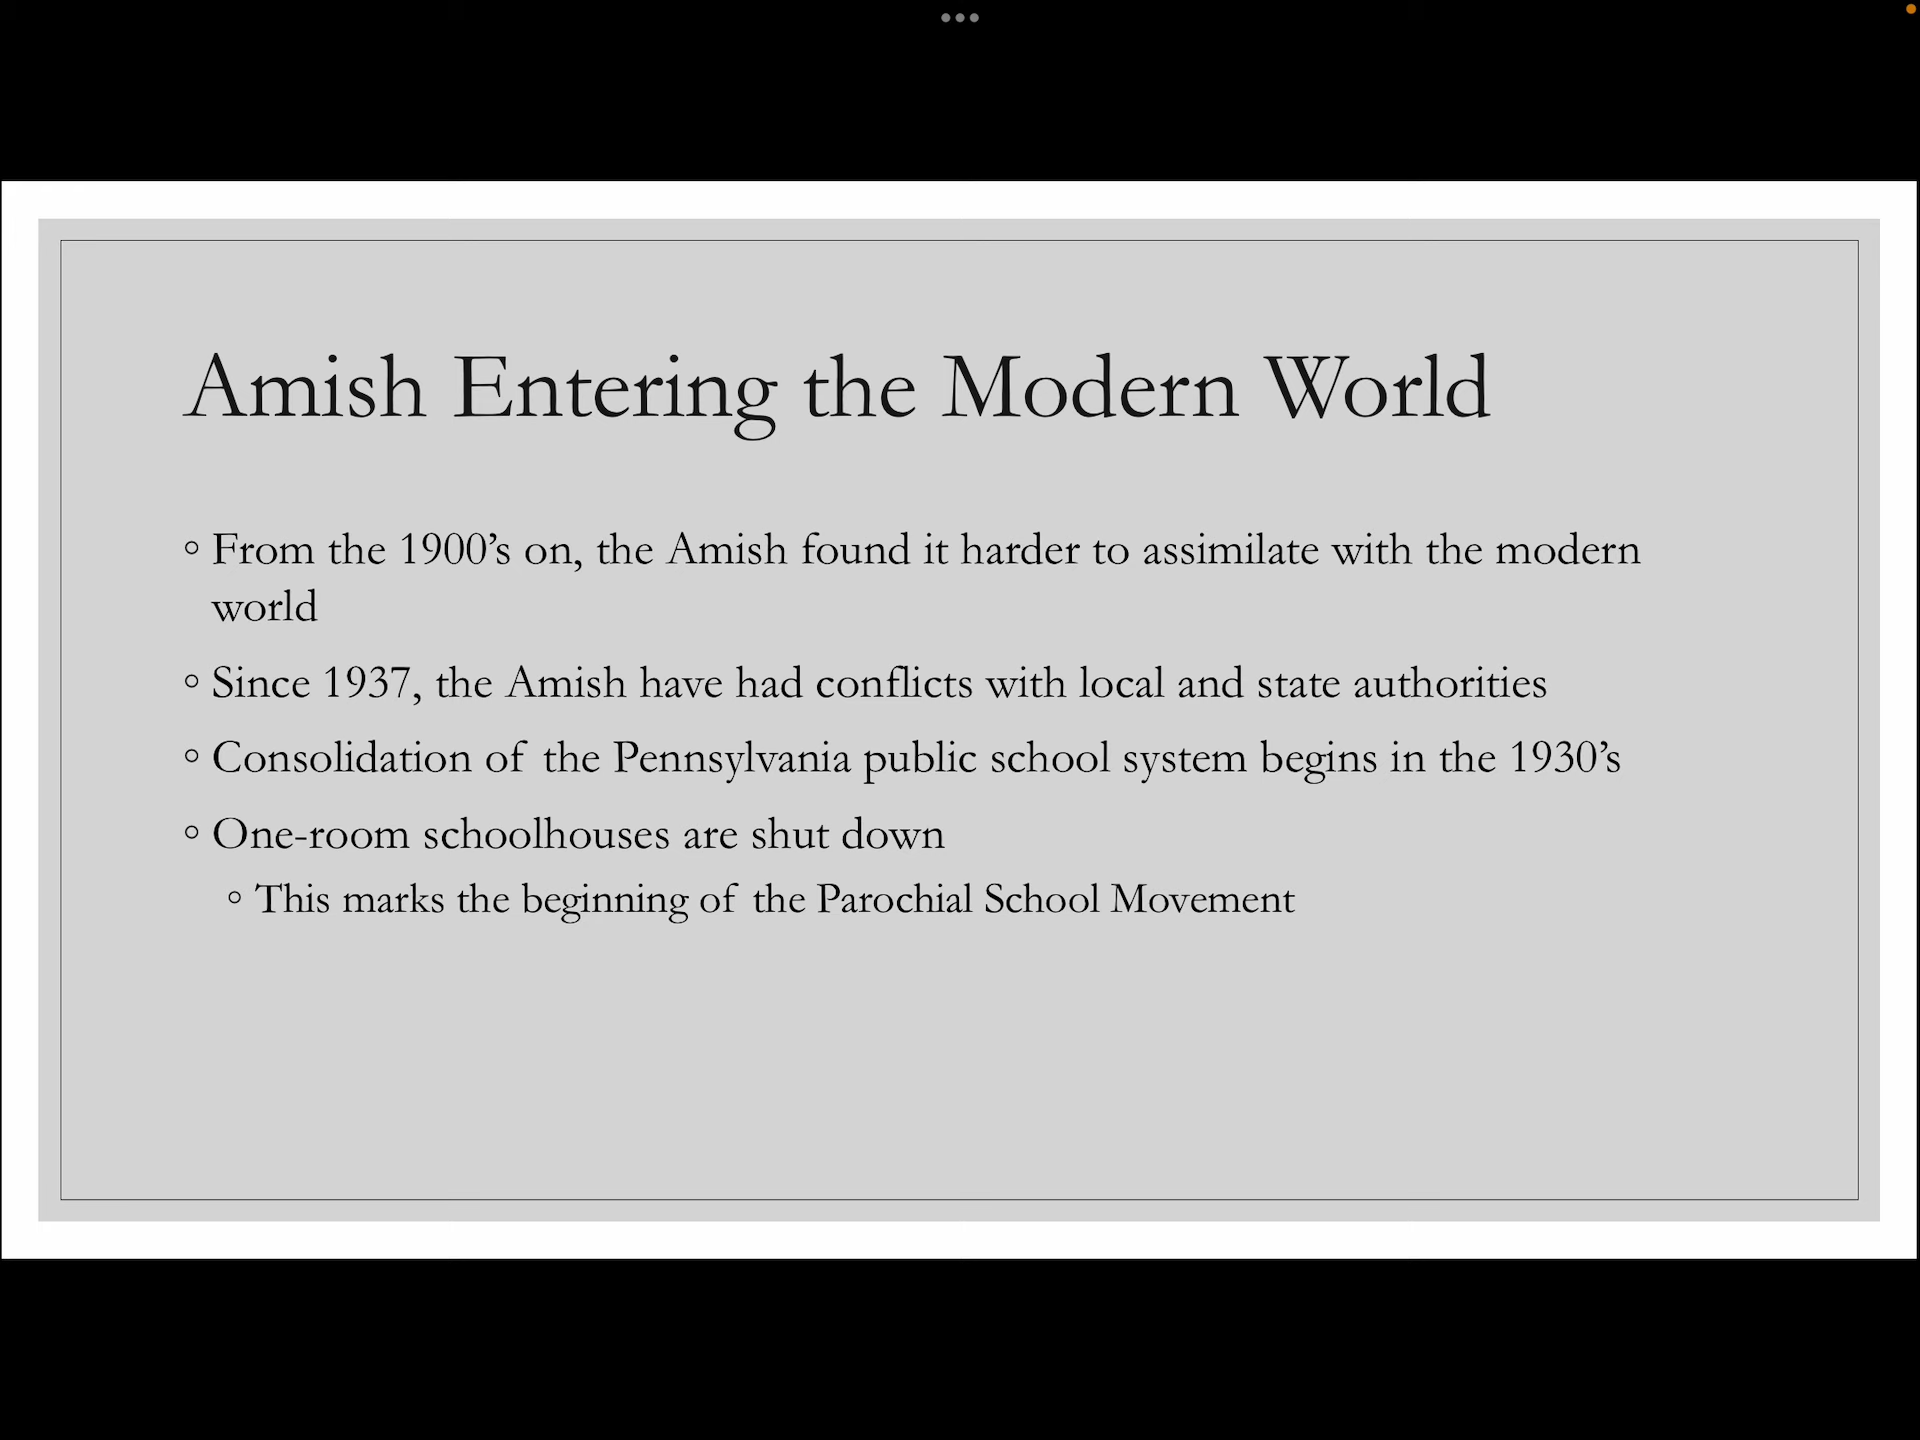 Amish Entering the Modern World
◦ From the 1900’s on, the Amish found it harder to assimilate with the modern
world
◦ Since 1937, the Amish have had conflicts with local and state authorities
◦ Consolidation of the Pennsylvania public school system begins in the 1930’s
◦ One-room schoolhouses are shut down
◦ This marks the beginning of the Parochial School Movement